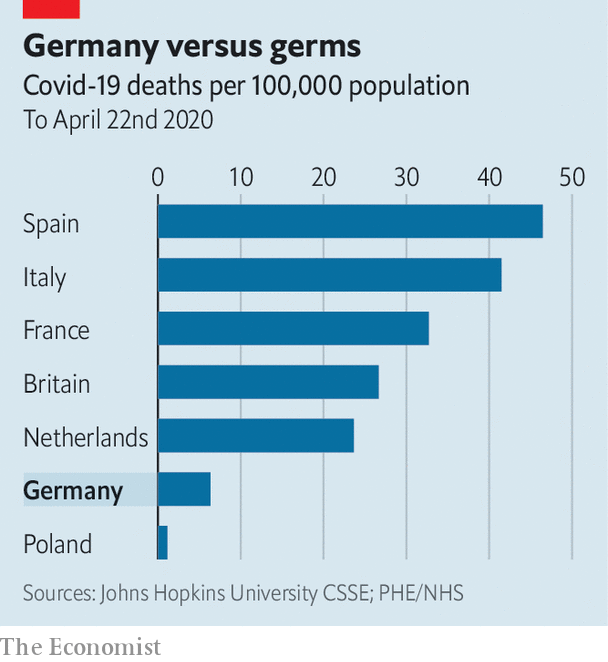 Germany versus germs
Covid-19 deaths per 100,000 population
To April 22nd 2020
0 10 20 30 40 50
Spain
Italy
France
Britain
Netherlands
Germany
Poland
Sources: Johns Hopkins University CSSE; PHE/NHS
The Economist